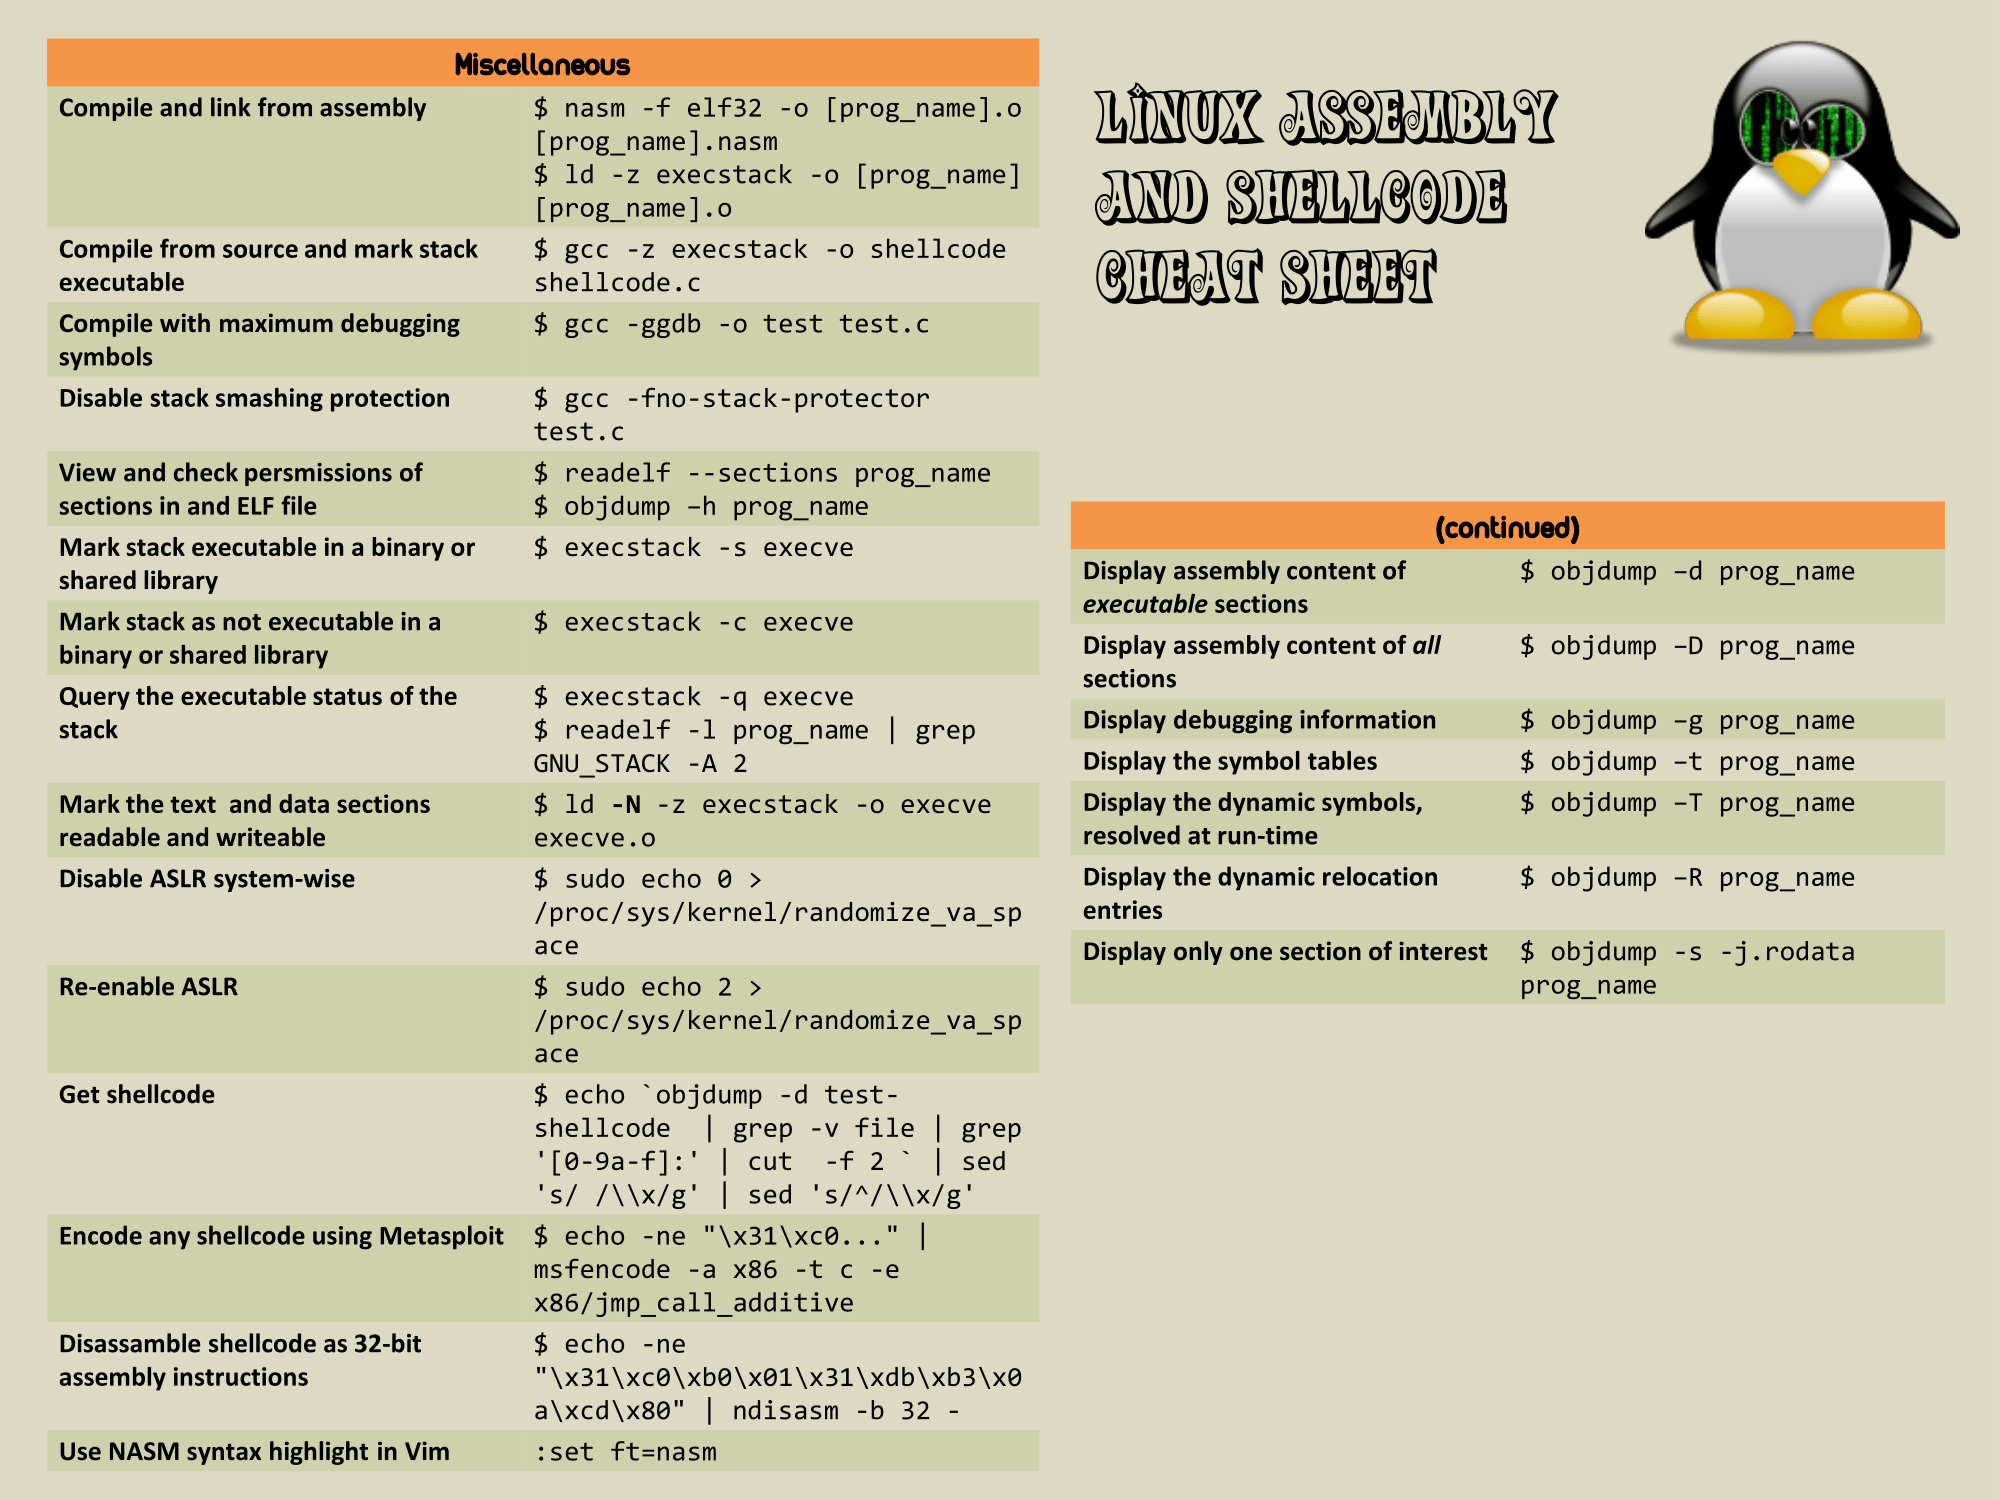 Miscellaneous
Compile and link from assembly
$ nasm -f elf32 -o [prog_name].o
[prog_name].nasm
$ ld -z execstack -o [prog_name]
[prog_name].o
Compile from source and mark stack
executable
$ gcc -z execstack -o shellcode
shellcode.c
Compile with maximum debugging
symbols
$ gcc -ggdb -o test test.c
Disable stack smashing protection
$ gcc -fno-stack-protector
test.c
View and check persmissions of
sections in and ELF file
$ readelf --sections prog_name
$ objdump –h prog_name
Mark stack executable in a binary or
shared library
$ execstack -s execve
Mark stack as not executable in a
binary or shared library
$ execstack -c execve
Query the executable status of the
stack
$ execstack -q execve
$ readelf -l prog_name | grep
GNU_STACK -A 2
Mark the text  and data sections
readable and writeable
$ ld -N -z execstack -o execve
execve.o
Disable ASLR system-wise
$ sudo echo 0 >
/proc/sys/kernel/randomize_va_sp
ace
Re-enable ASLR
$ sudo echo 2 >
/proc/sys/kernel/randomize_va_sp
ace
Get shellcode
$ echo `objdump -d test-
shellcode  | grep -v file | grep
'[0-9a-f]:' | cut  -f 2 ` | sed
's/ /\\x/g' | sed 's/^/\\x/g'
Encode any shellcode using Metasploit
$ echo -ne "\x31\xc0..." |
msfencode -a x86 -t c -e
x86/jmp_call_additive
Disassamble shellcode as 32-bit
assembly instructions
$ echo -ne
"\x31\xc0\xb0\x01\x31\xdb\xb3\x0
a\xcd\x80" | ndisasm -b 32 -
Use NASM syntax highlight in Vim
:set ft=nasm
LINUX ASSEMBLY
AND SHELLCODE
CHEAT SHEET
(continued)
Display assembly content of
executable sections
$ objdump –d prog_name
Display assembly content of all
sections
$ objdump –D prog_name
Display debugging information
$ objdump –g prog_name
Display the symbol tables
$ objdump –t prog_name
Display the dynamic symbols,
resolved at run-time
$ objdump –T prog_name
Display the dynamic relocation
entries
$ objdump –R prog_name
Display only one section of interest
$ objdump -s -j.rodata
prog_name